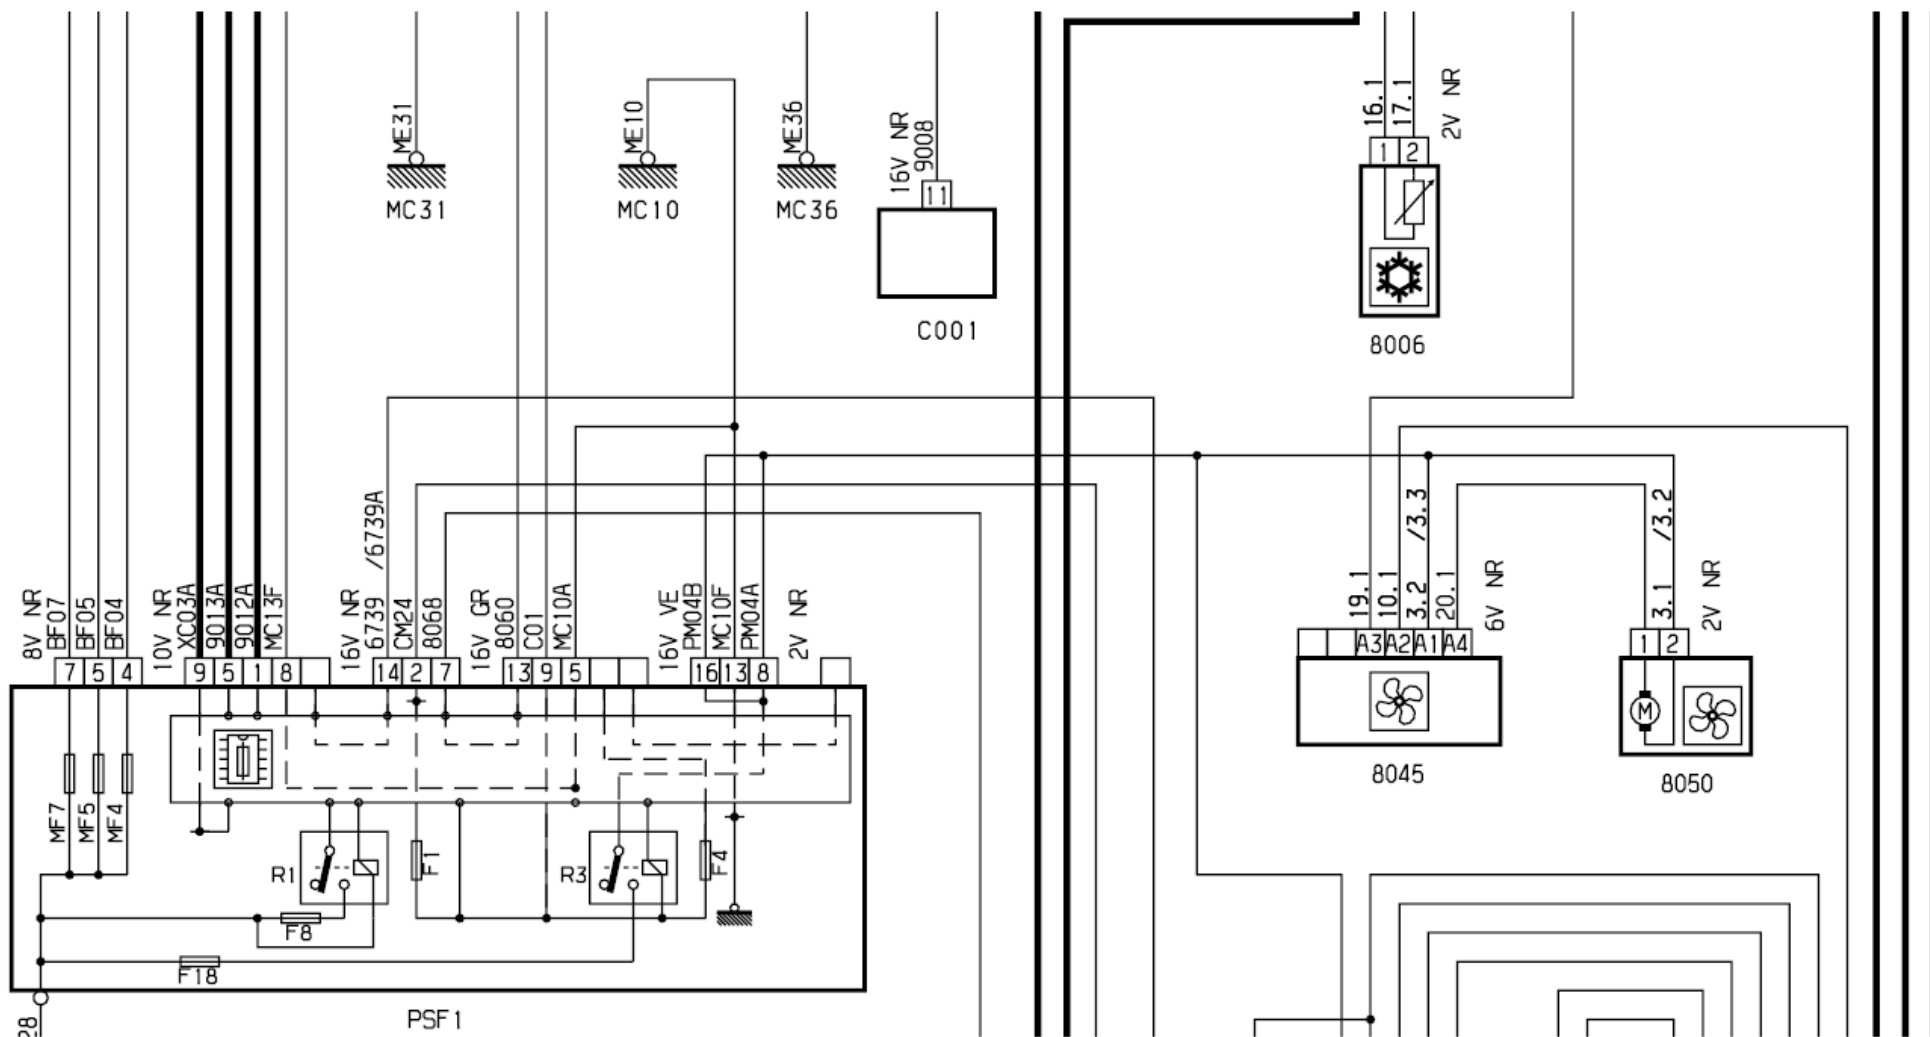 ME31
MC31
ME10
MC10
ME36
MC36
16V NR
9008
11
C001
16.1
17.1
2V NR
1 2
8006
8V NR
BF07
BF05
BF04
10V NR
XC03A
9013A
9012A
MC13F
16V NR
6739
/6739A
CM24
8068
16V GR
8060
C01
MC10A
16V VE
PM04B
MC10F
PM04A
2V NR
7 5 4
9 5 1 8
14 2 7
13 9 5
16 13 8
MF7
MF5
MF4
R1
F1
R3
F4
F8
F18
PSF1
28
19.1
10.1
3.2
/3.3
20.1
6V NR
A3 A2 A1 A4
8045
3.1
/3.2
2V NR
1 2
M
8050